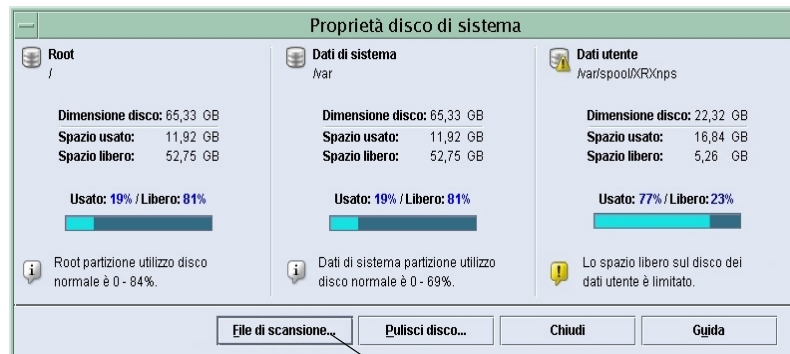 Proprietà disco di sistema
Root
/
Dimensione disco: 65,33 GB
Spazio usato: 11,92 GB
Spazio libero: 52,75 GB
Usato: 19% / Libero: 81%
Root partizione utilizzo disco
normale è 0 - 84%.
Dati di sistema
/var
Dimensione disco: 65,33 GB
Spazio usato: 11,92 GB
Spazio libero: 52,75 GB
Usato: 19% / Libero: 81%
Dati di sistema partizione utilizzo
disco normale è 0 - 69%.
Dati utente
/var/spool/XRXnps
Dimensione disco: 22,32 GB
Spazio usato: 16,84 GB
Spazio libero: 5,26 GB
Usato: 77% / Libero: 23%
Lo spazio libero sul disco dei
dati utente è limitato.
File di scansione...
Pulisci disco...
Chiudi
Guida